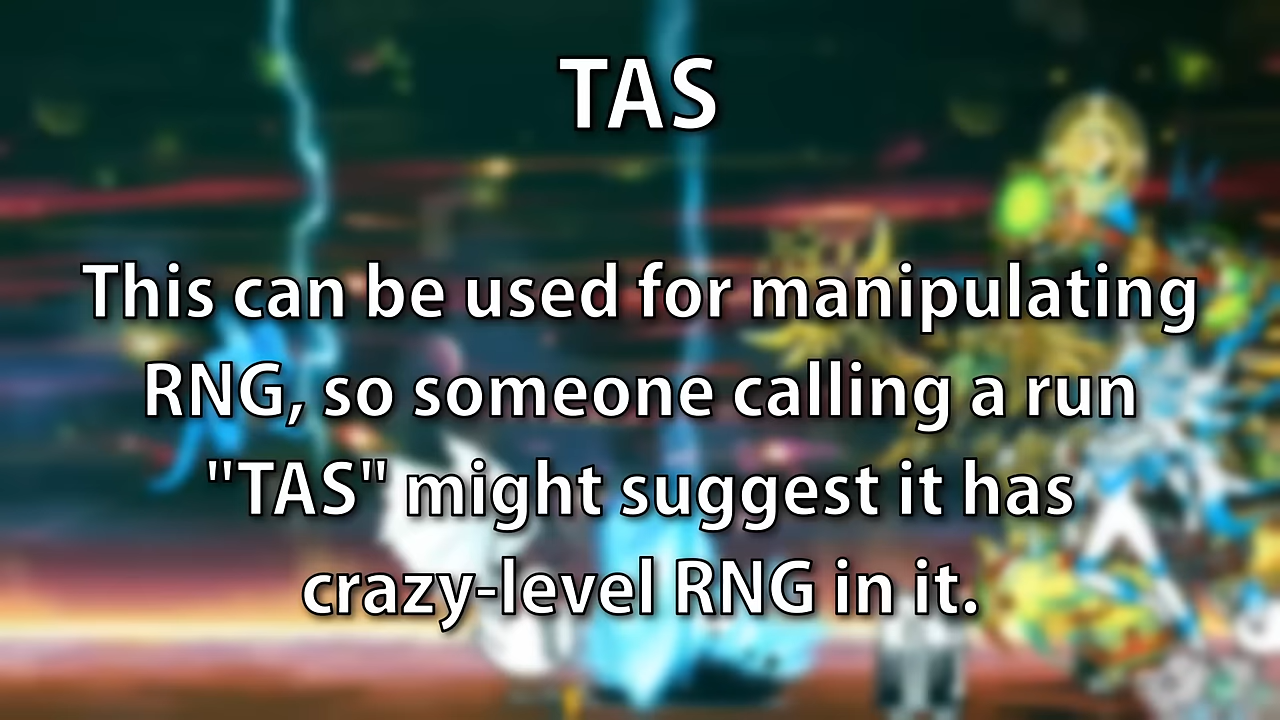 TAS
This can be used for manipulating
RNG, so someone calling a run
"TAS" might suggest it has
crazy-level RNG in it.